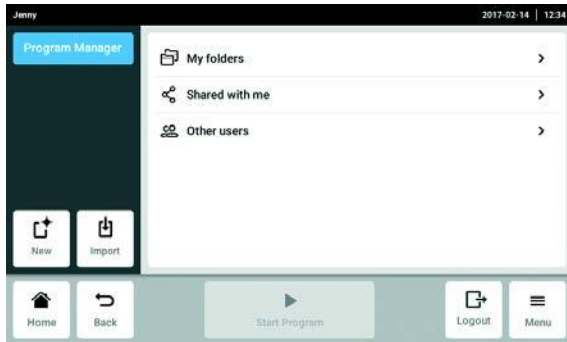 Jenny 2017-02-14 | 12:34
Program Manager
My folders
Shared with me
Other users
New Import
Home Back Start Program Logout Menu